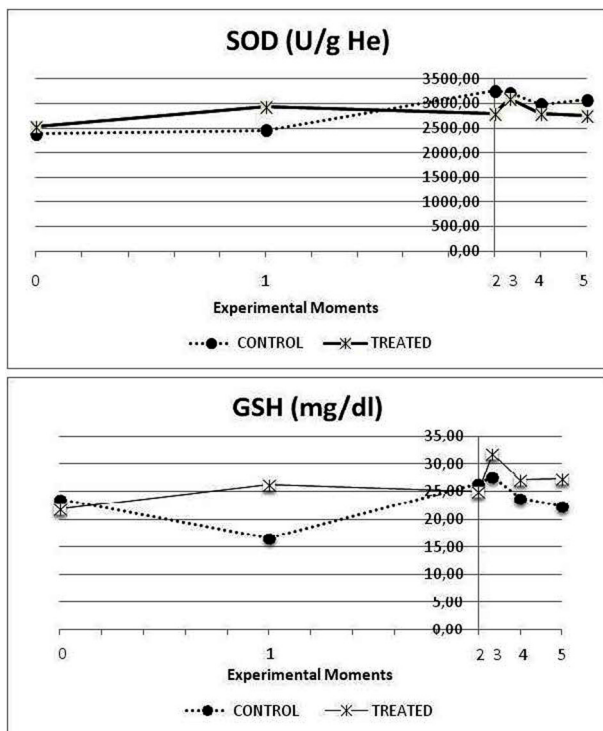 SOD (U/g He)
3500,00
3000,00
2500,00
2000,00
1500,00
1000,00
500,00
0,00
0 1 2 3 4 5
Experimental Moments
CONTROL TREATED
GSH (mg/dl)
35,00
30,00
25,00
20,00
15,00
10,00
5,00
0,00
0 1 2 3 4 5
Experimental Moments
CONTROL TREATED